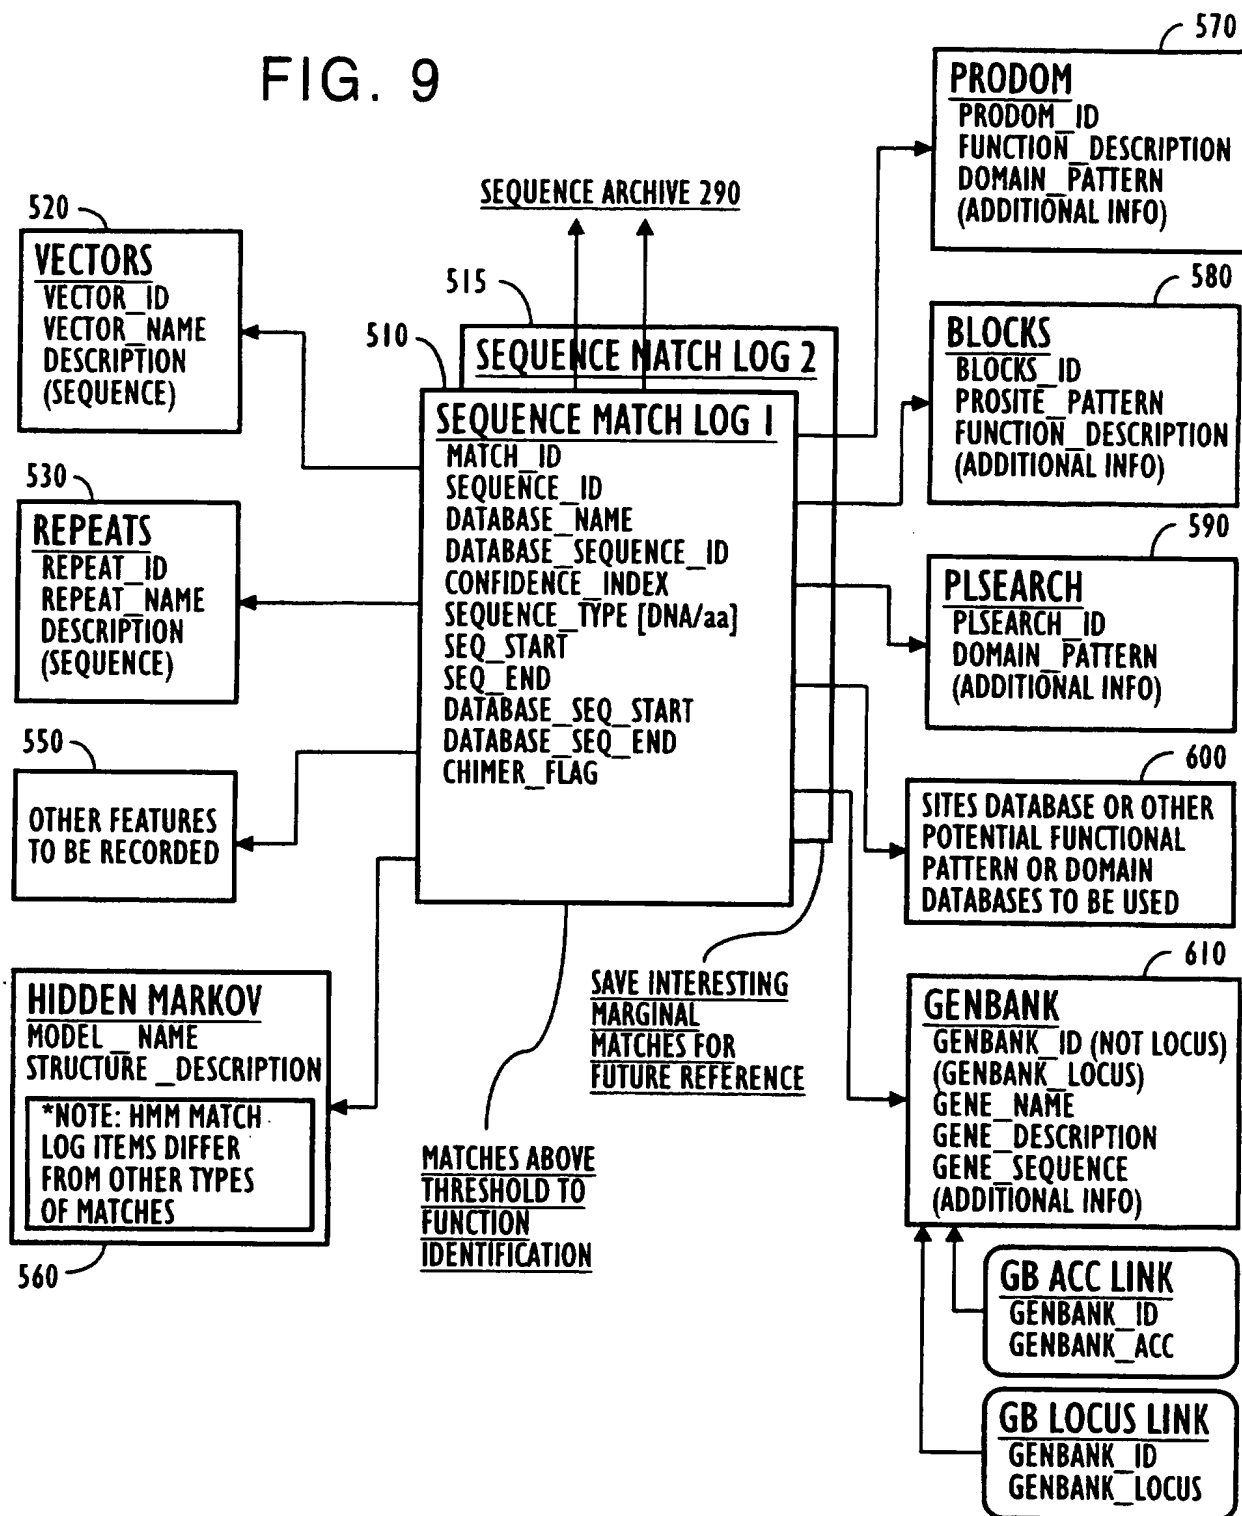 FIG. 9
SEQUENCE ARCHIVE 290
520
VECTORS
VECTOR_ID
VECTOR_NAME
DESCRIPTION
(SEQUENCE)
530
REPEATS
REPEAT_ID
REPEAT_NAME
DESCRIPTION
(SEQUENCE)
550
OTHER FEATURES
TO BE RECORDED
HIDDEN MARKOV
MODEL_NAME
STRUCTURE_DESCRIPTION
*NOTE: HMM MATCH
LOG ITEMS DIFFER
FROM OTHER TYPES
OF MATCHES
560
515
SEQUENCE MATCH LOG 2
510
SEQUENCE MATCH LOG 1
MATCH_ID
SEQUENCE_ID
DATABASE_NAME
DATABASE_SEQUENCE_ID
CONFIDENCE_INDEX
SEQUENCE_TYPE [DNA/aa]
SEQ_START
SEQ_END
DATABASE_SEQ_START
DATABASE_SEQ_END
CHIMER_FLAG
MATCHES ABOVE
THRESHOLD TO
FUNCTION
IDENTIFICATION
SAVE INTERESTING
MARGINAL
MATCHES FOR
FUTURE REFERENCE
570
PRODOM
PRODOM_ID
FUNCTION_DESCRIPTION
DOMAIN_PATTERN
(ADDITIONAL INFO)
580
BLOCKS
BLOCKS_ID
PROSITE_PATTERN
FUNCTION_DESCRIPTION
(ADDITIONAL INFO)
590
PLSEARCH
PLSEARCH_ID
DOMAIN_PATTERN
(ADDITIONAL INFO)
600
SITES DATABASE OR OTHER
POTENTIAL FUNCTIONAL
PATTERN OR DOMAIN
DATABASES TO BE USED
610
GENBANK
GENBANK_ID (NOT LOCUS)
(GENBANK_LOCUS)
GENE_NAME
GENE_DESCRIPTION
GENE_SEQUENCE
(ADDITIONAL INFO)
GB ACC LINK
GENBANK_ID
GENBANK_ACC
GB LOCUS LINK
GENBANK_ID
GENBANK_LOCUS